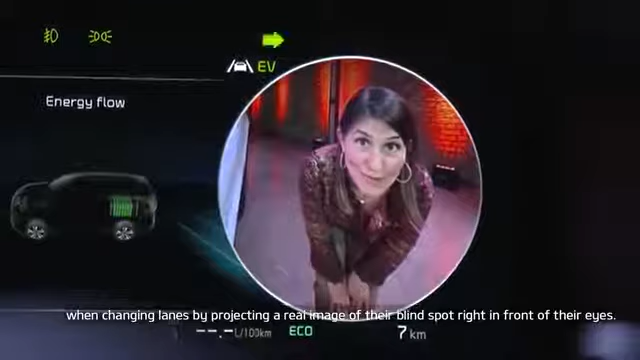 EV
Energy flow
when changing lanes by projecting a real image of their blind spot right in front of their eyes.
--.- L/100km ECO 7 km